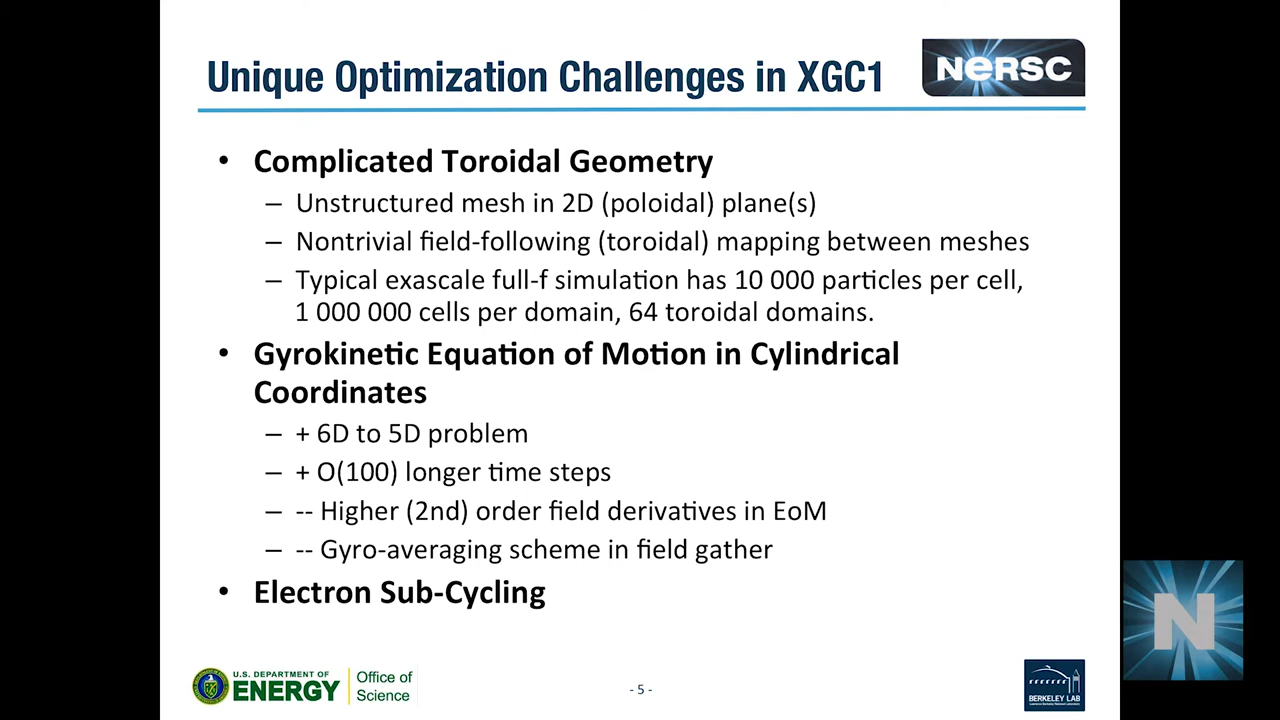 Unique Optimization Challenges in XGC1
NERSC
• Complicated Toroidal Geometry
– Unstructured mesh in 2D (poloidal) plane(s)
– Nontrivial field-following (toroidal) mapping between meshes
– Typical exascale full-f simulation has 10 000 particles per cell,
1 000 000 cells per domain, 64 toroidal domains.
• Gyrokinetic Equation of Motion in Cylindrical
Coordinates
– + 6D to 5D problem
– + O(100) longer time steps
– -- Higher (2nd) order field derivatives in EoM
– -- Gyro-averaging scheme in field gather
• Electron Sub-Cycling
N
U.S. DEPARTMENT OF
ENERGY
Office of
Science
- 5 -
BERKELEY LAB